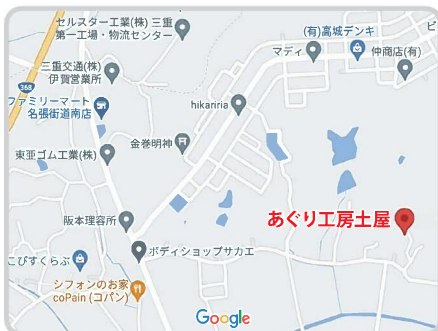 セルスター工業(株) 三重
第一工場・物流センター
(有)高城デンキ
マディ
仲商店(有)
ビ
三重交通(株)
伊賀営業所
368
ファミリーマート
名張街道南店
hikariria
金巻明神
東亜ゴム工業(株)
阪本理容所
あぐり工房土屋
ボディショップサカエ
こびすくらぶ
シフォンのお家
coPain (コパン)
Google